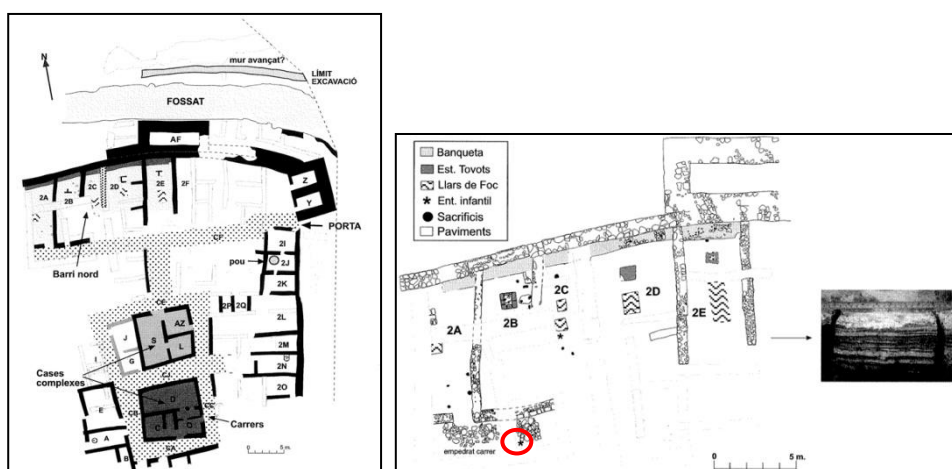 N
mur avançat?
LÍMIT
EXCAVACIÓ
FOSSAT
AF
Z
Y
2A
2B
2C
2D
2E
2F
PORTA
CF
Barri nord
2I
pou
2J
2K
2P
2Q
2L
2M
2N
2O
CE
AZ
S
L
J
G
I
Cases
complexes
D
E
A
C
B
Carrers
5 m.
Banqueta
Est. Tovots
Llars de Foc
Ent. infantil
Sacrificis
Paviments
2A
2B
2C
2D
2E
empedrat carrer
5 m.